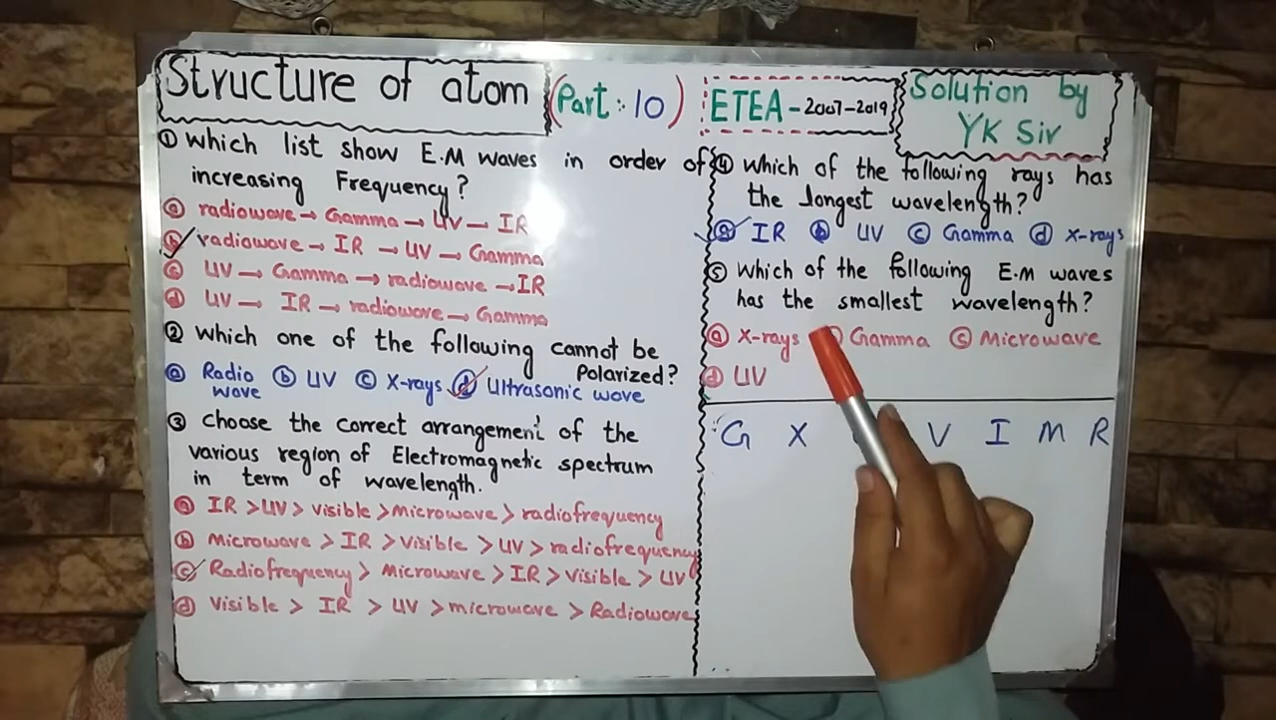 Structure of atom (Part:- 10) ETEA-2007-2019 Solution by YK Sir
① Which list show E.M waves in order of
increasing Frequency?
ⓐ radiowave → Gamma → UV → IR
ⓑ radiowave → IR → UV → Gamma
ⓒ UV → Gamma → radiowave → IR
ⓓ UV → IR → radiowave → Gamma
② Which one of the following cannot be
Polarized?
ⓐ Radio wave ⓑ UV ⓒ X-rays ⓓ Ultrasonic wave
③ Choose the correct arrangement of the
various region of Electromagnetic spectrum
in term of wavelength.
ⓐ IR > UV > visible > microwave > radiofrequency
ⓑ Microwave > IR > Visible > UV > radiofrequency
ⓒ Radiofrequency > Microwave > IR > Visible > UV
ⓓ Visible > IR > UV > microwave > Radiowave
④ Which of the following rays has
the longest wavelength?
ⓐ IR ⓑ UV ⓒ Gamma ⓓ X-rays
⑤ Which of the following E.M waves
has the smallest wavelength?
ⓐ X-rays Gamma ⓒ Microwave
ⓓ UV
G X V I M R